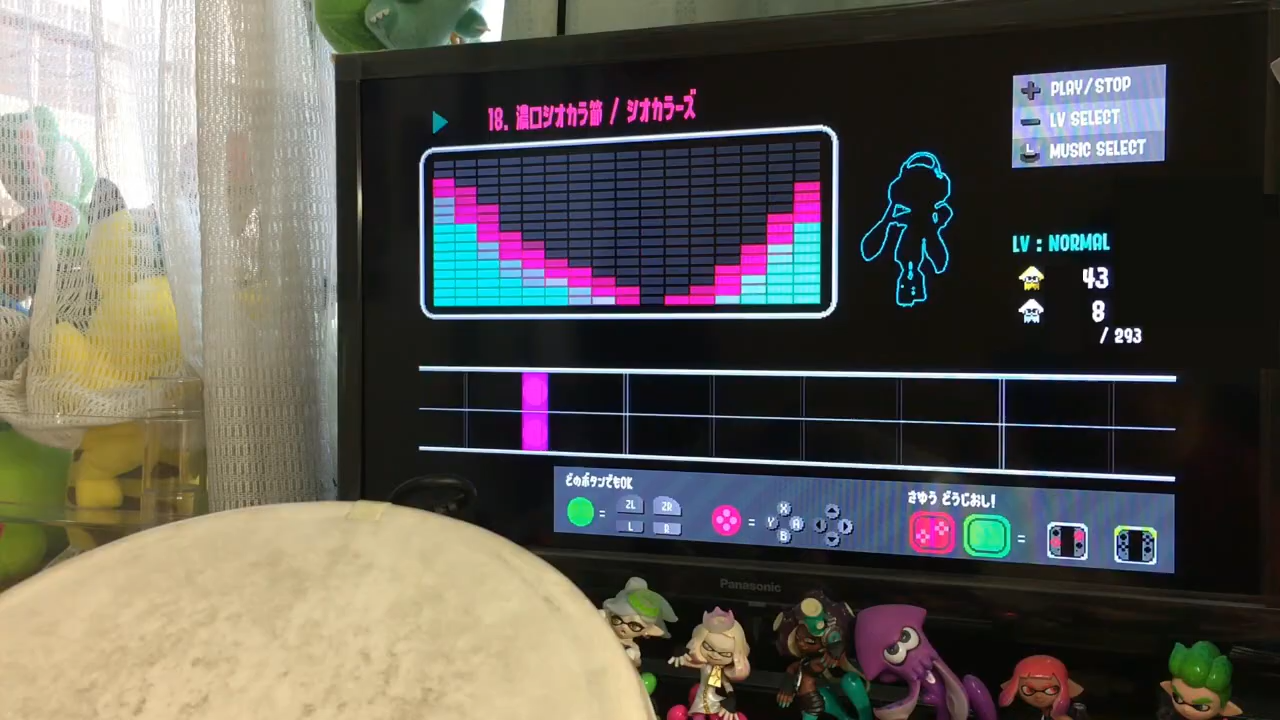 18. 濃口シオカラ節 / シオカラーズ
PLAY/STOP
LV SELECT
L
MUSIC SELECT
LV : NORMAL
43
8
/ 293
どのボタンでもOK
= ZL ZR
L R
= X Y A B
さゆう どうじおし!
=
Panasonic